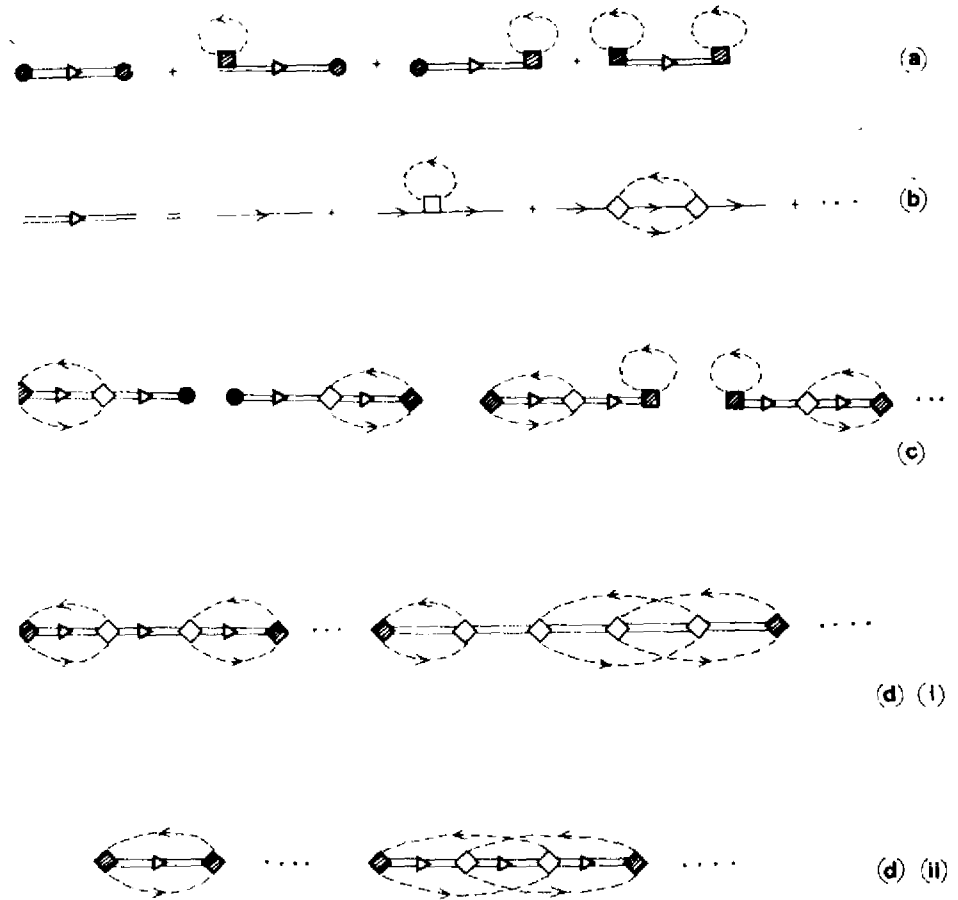 + + + (a)
= + + + · · · (b)
· · ·
(c)
· · · · · · ·
(d) (i)
· · · · · · · ·
(d) (ii)